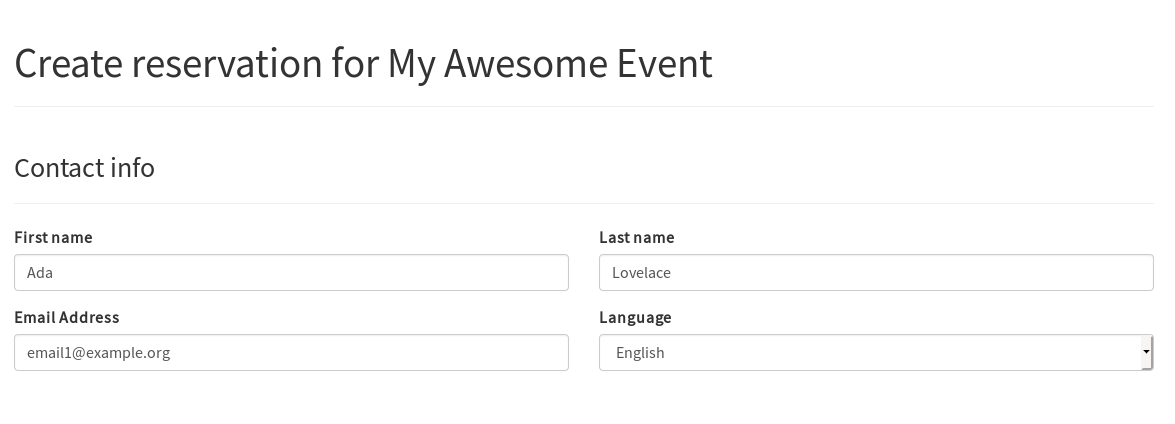 Create reservation for My Awesome Event
Contact info
First name
Last name
Ada
Lovelace
Email Address
Language
email1@example.org
English